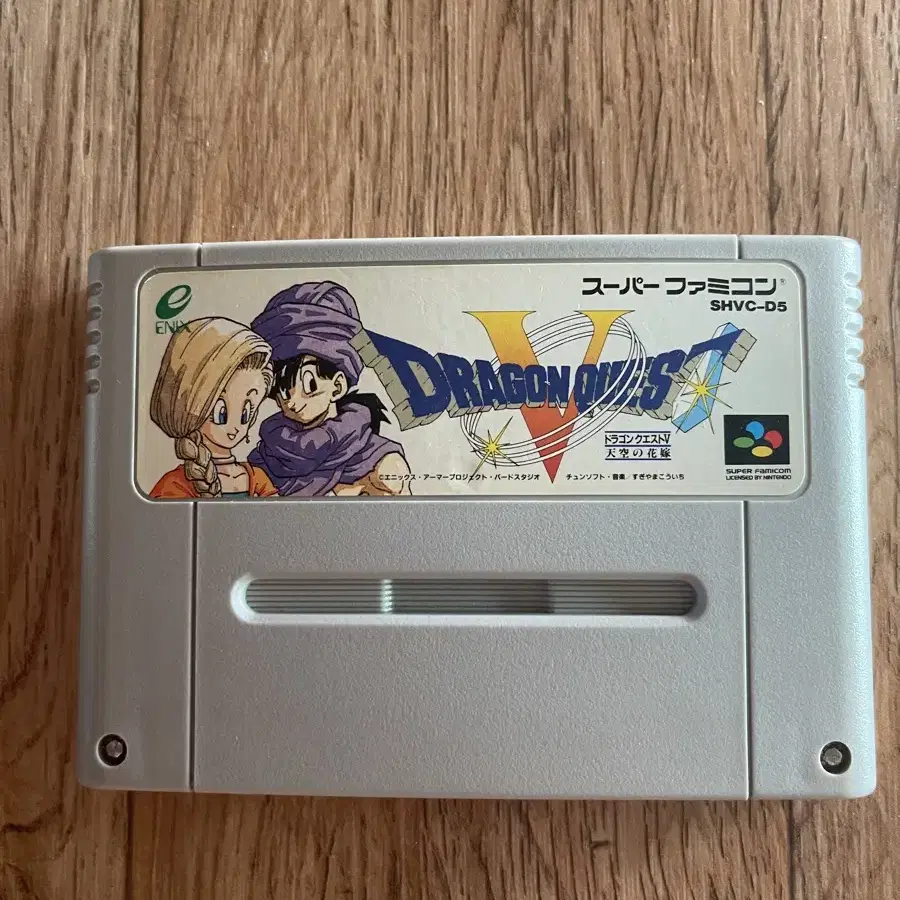 ENIX
スーパーファミコン®
SHVC-D5
DRAGON QUEST
V
ドラゴンクエストV
天空の花嫁
SUPER FAMICOM
LICENSED BY NINTENDO
©エニックス・アーマープロジェクト・バードスタジオ チュンソフト・音楽/すぎやまこういち